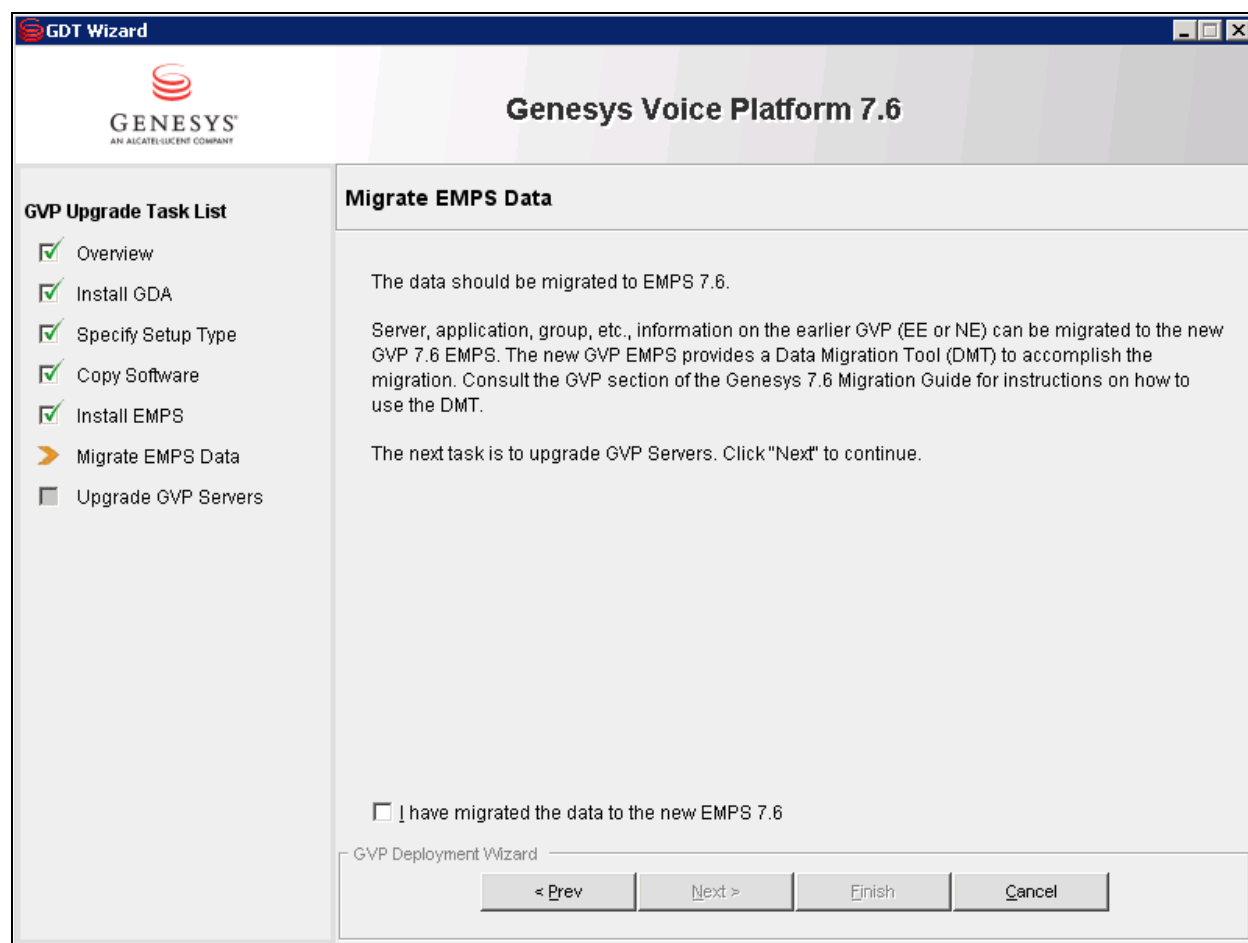 GDT Wizard
GENESYS
AN ALCATEL-LUCENT COMPANY
Genesys Voice Platform 7.6
GVP Upgrade Task List
Overview
Install GDA
Specify Setup Type
Copy Software
Install EMPS
Migrate EMPS Data
Upgrade GVP Servers
Migrate EMPS Data
The data should be migrated to EMPS 7.6.
Server, application, group, etc., information on the earlier GVP (EE or NE) can be migrated to the new
GVP 7.6 EMPS. The new GVP EMPS provides a Data Migration Tool (DMT) to accomplish the
migration. Consult the GVP section of the Genesys 7.6 Migration Guide for instructions on how to
use the DMT.
The next task is to upgrade GVP Servers. Click "Next" to continue.
I have migrated the data to the new EMPS 7.6
GVP Deployment Wizard
< Prev
Next >
Finish
Cancel